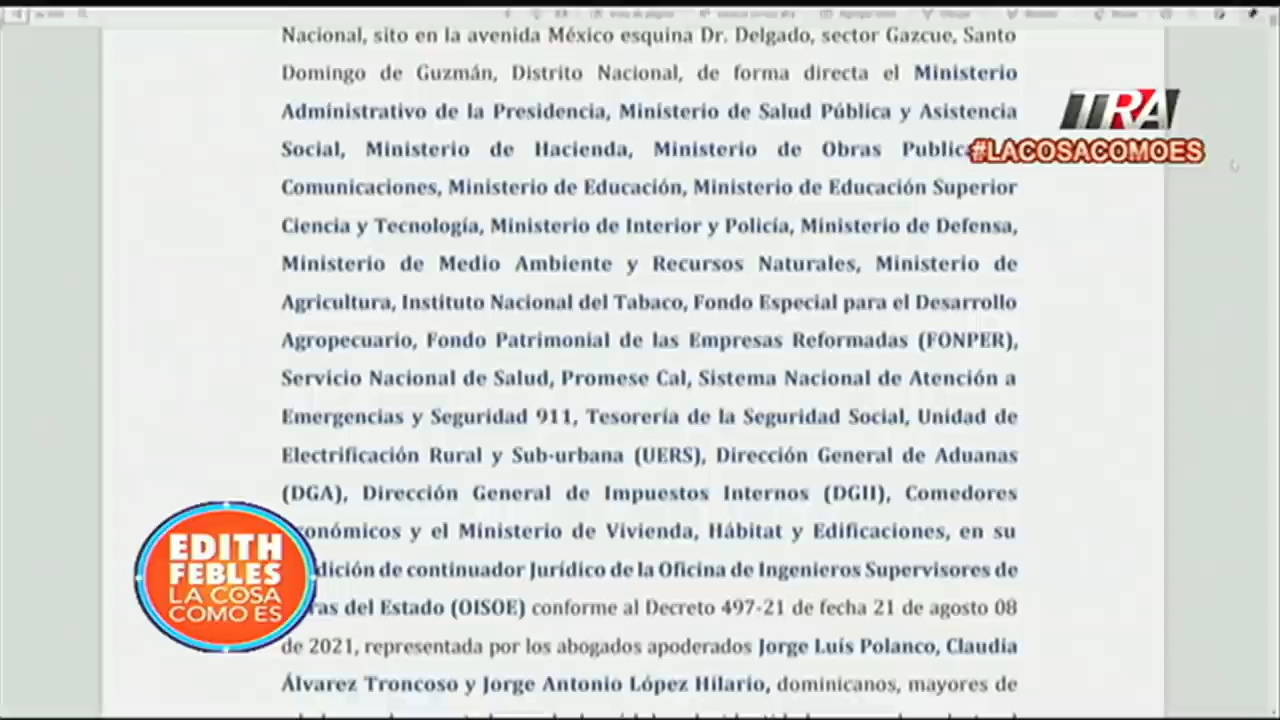 Nacional, sito en la avenida México esquina Dr. Delgado, sector Gazcue, Santo
Domingo de Guzmán, Distrito Nacional, de forma directa el Ministerio
Administrativo de la Presidencia, Ministerio de Salud Pública y Asistencia
Social, Ministerio de Hacienda, Ministerio de Obras
Comunicaciones, Ministerio de Educación, Ministerio de Educación Superior
Ciencia y Tecnología, Ministerio de Interior y Policía, Ministerio de Defensa,
Ministerio de Medio Ambiente y Recursos Naturales, Ministerio de
Agricultura, Instituto Nacional del Tabaco, Fondo Especial para el Desarrollo
Agropecuario, Fondo Patrimonial de las Empresas Reformadas (FONPER),
Servicio Nacional de Salud, Promese Cal, Sistema Nacional de Atención a
Emergencias y Seguridad 911, Tesorería de la Seguridad Social, Unidad de
Electrificación Rural y Sub-urbana (UERS), Dirección General de Aduanas
(DGA), Dirección General de Impuestos Internos (DGII), Comedores
onómicos y el Ministerio de Vivienda, Hábitat y Edificaciones, en su
dición de continuador Jurídico de la Oficina de Ingenieros Supervisores de
ras del Estado (OISOE) conforme al Decreto 497-21 de fecha 21 de agosto 08
de 2021, representada por los abogados apoderados Jorge Luís Polanco, Claudia
Álvarez Troncoso y Jorge Antonio López Hilario, dominicanos, mayores de
TRA
#LACOSACOMOES
EDITH
FEBLES
LA COSA
COMO ES